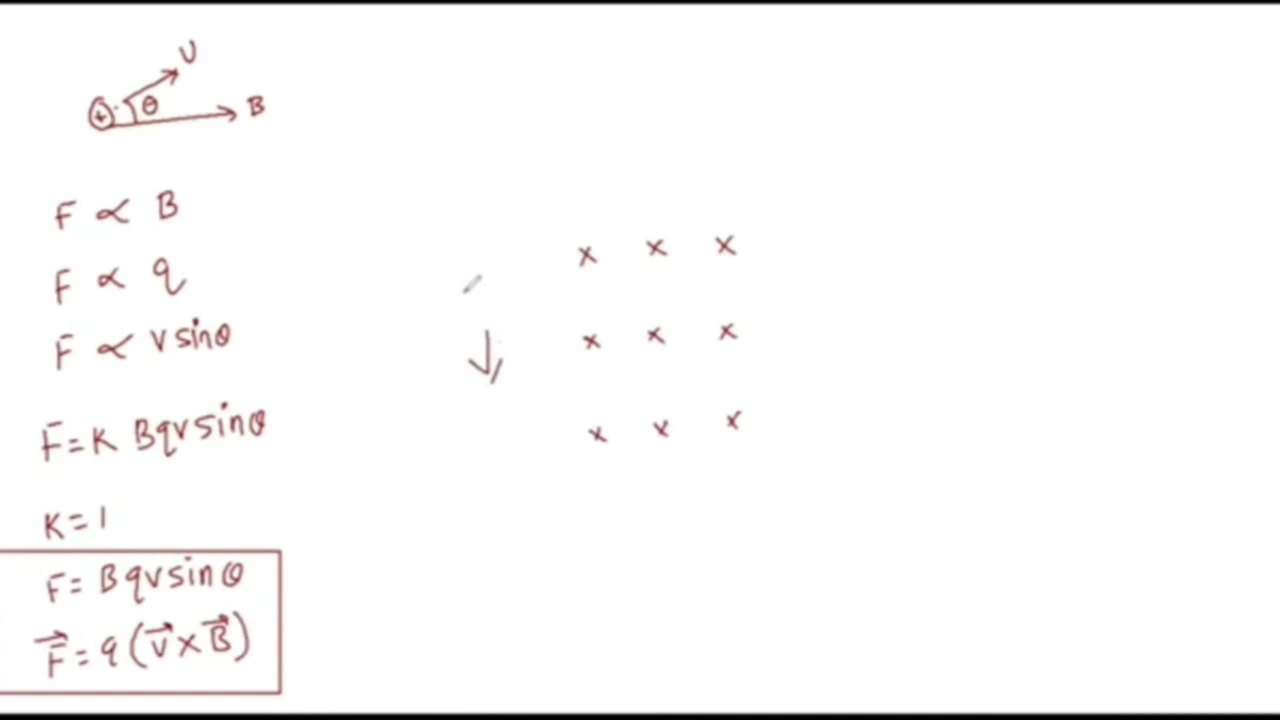 U
θ
B
+
F ∝ B
F ∝ q
F ∝ v sinθ
F = K Bqv sinθ
K = 1
F = Bqv sinθ
F⃗ = q (v⃗ × B⃗)
x x x
x x x
x x x